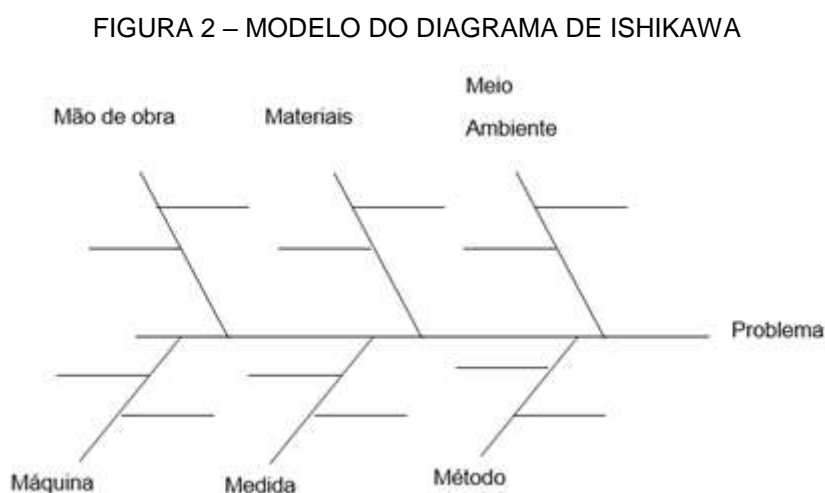 FIGURA 2 – MODELO DO DIAGRAMA DE ISHIKAWA
Mão de obra
Materiais
Meio
Ambiente
Problema
Máquina
Medida
Método